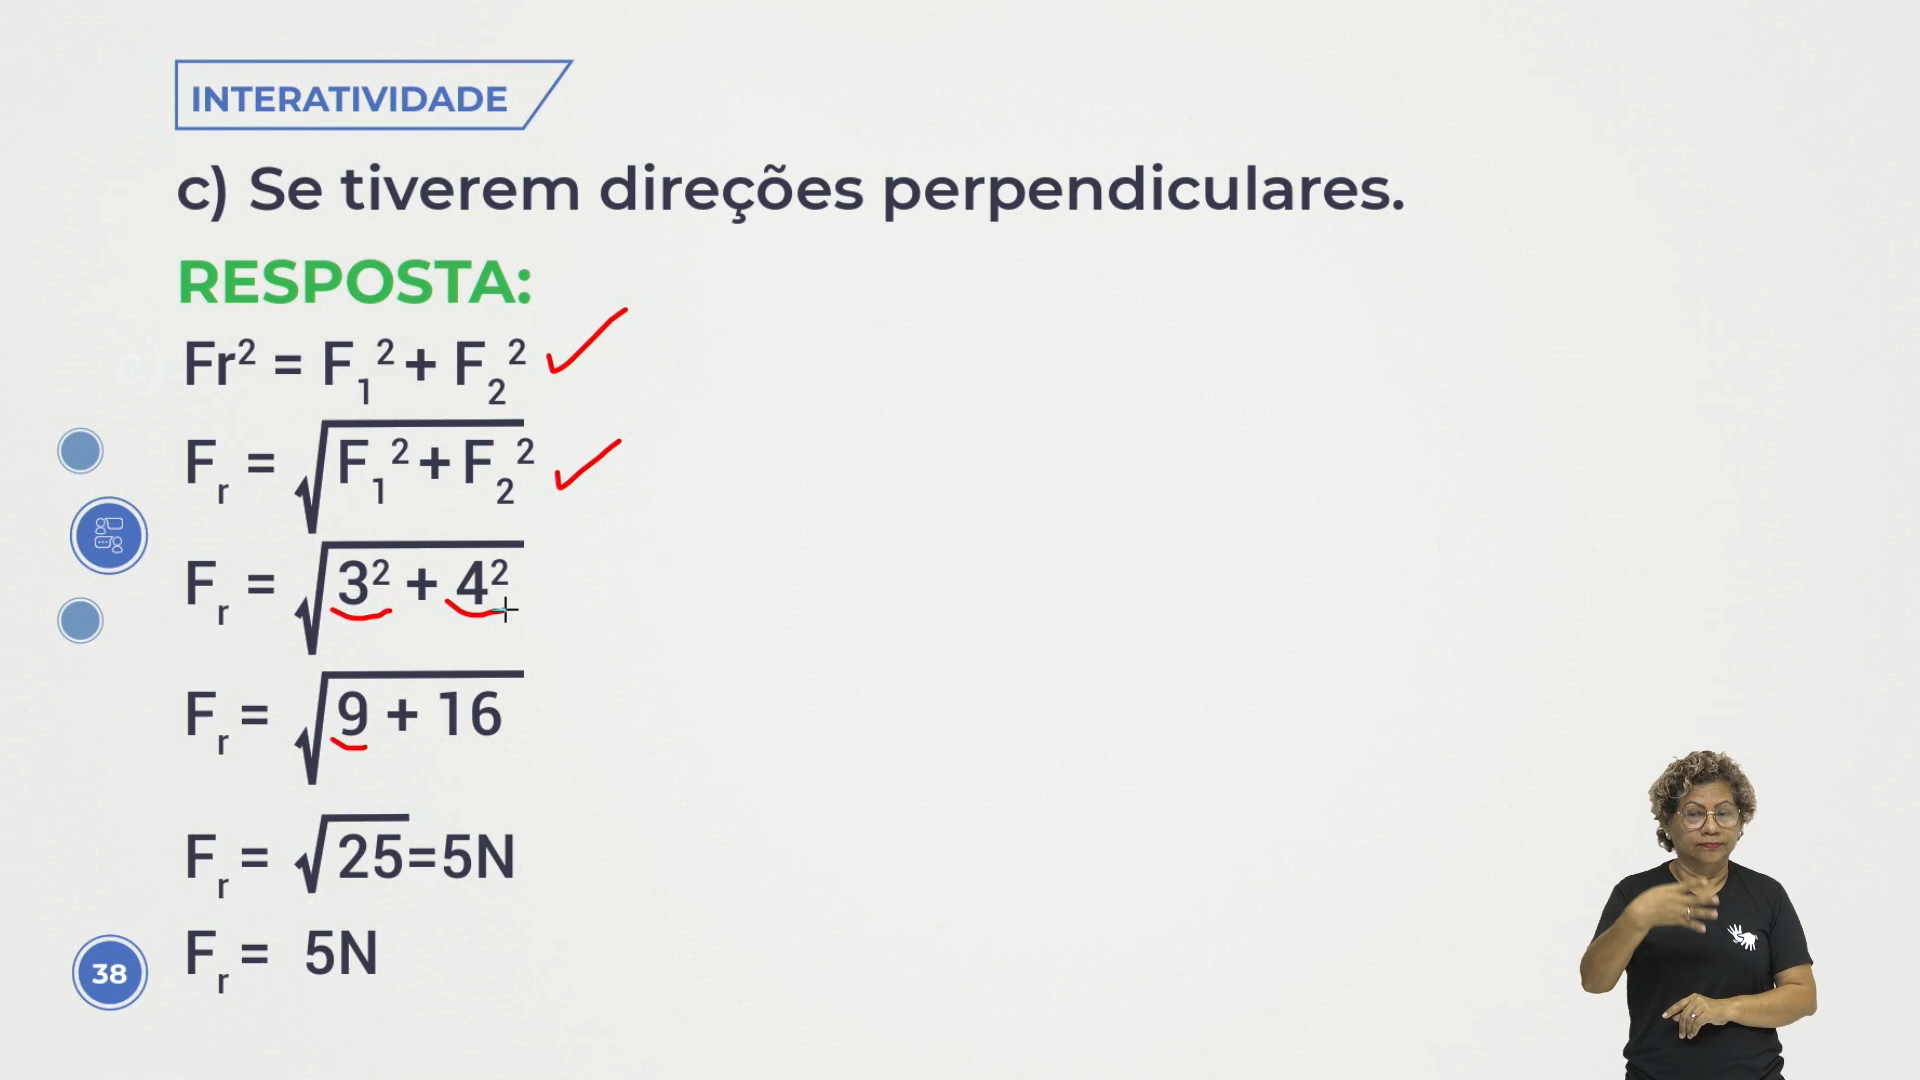 INTERATIVIDADE
c) Se tiverem direções perpendiculares.
RESPOSTA:
Fr² = F₁² + F₂²
Fᵣ = √F₁² + F₂²
Fᵣ = √3² + 4²
Fᵣ = √9 + 16
Fᵣ = √25=5N
Fᵣ = 5N
38